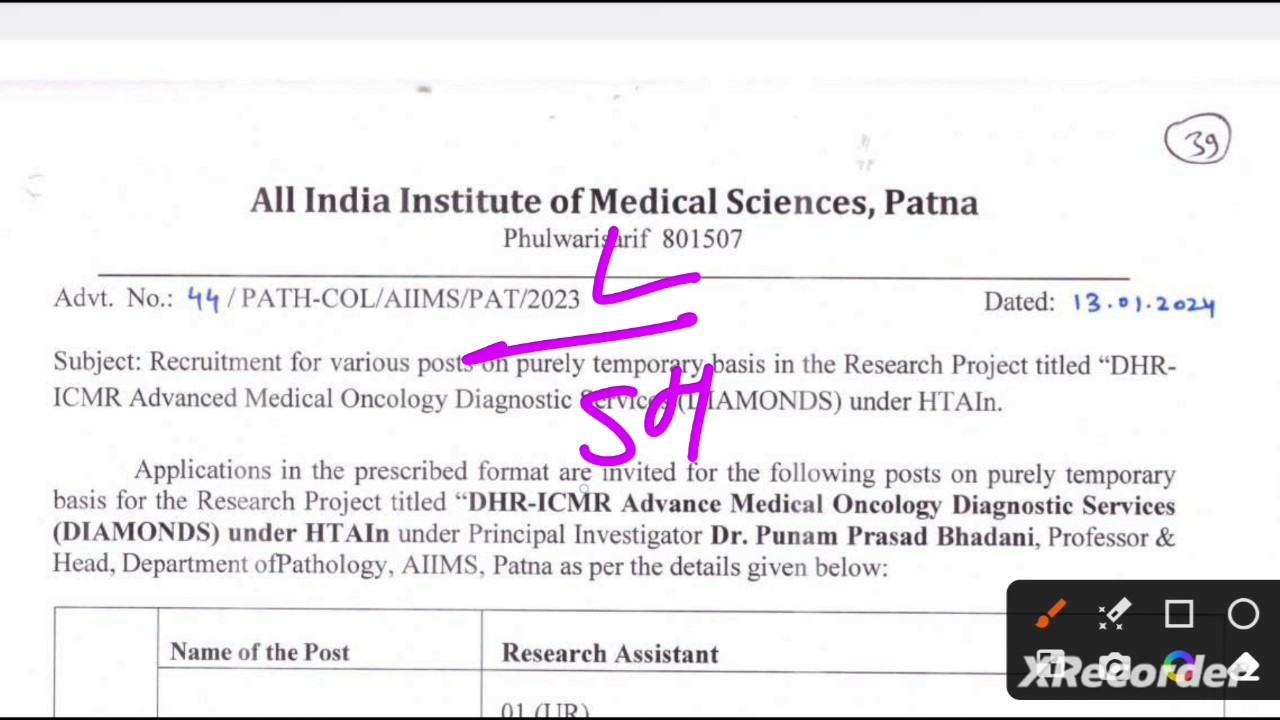 39
All India Institute of Medical Sciences, Patna
Phulwarisarif 801507
Advt. No.: 44 / PATH-COL/AIIMS/PAT/2023
Dated: 13.01.2024
Subject: Recruitment for various posts on purely temporary basis in the Research Project titled “DHR-
ICMR Advanced Medical Oncology Diagnostic Services (DIAMONDS) under HTAIn.
Applications in the prescribed format are invited for the following posts on purely temporary
basis for the Research Project titled “DHR-ICMR Advance Medical Oncology Diagnostic Services
(DIAMONDS) under HTAIn under Principal Investigator Dr. Punam Prasad Bhadani, Professor &
Head, Department ofPathology, AIIMS, Patna as per the details given below:
Name of the Post
Research Assistant
01 (UR)
XRecorder